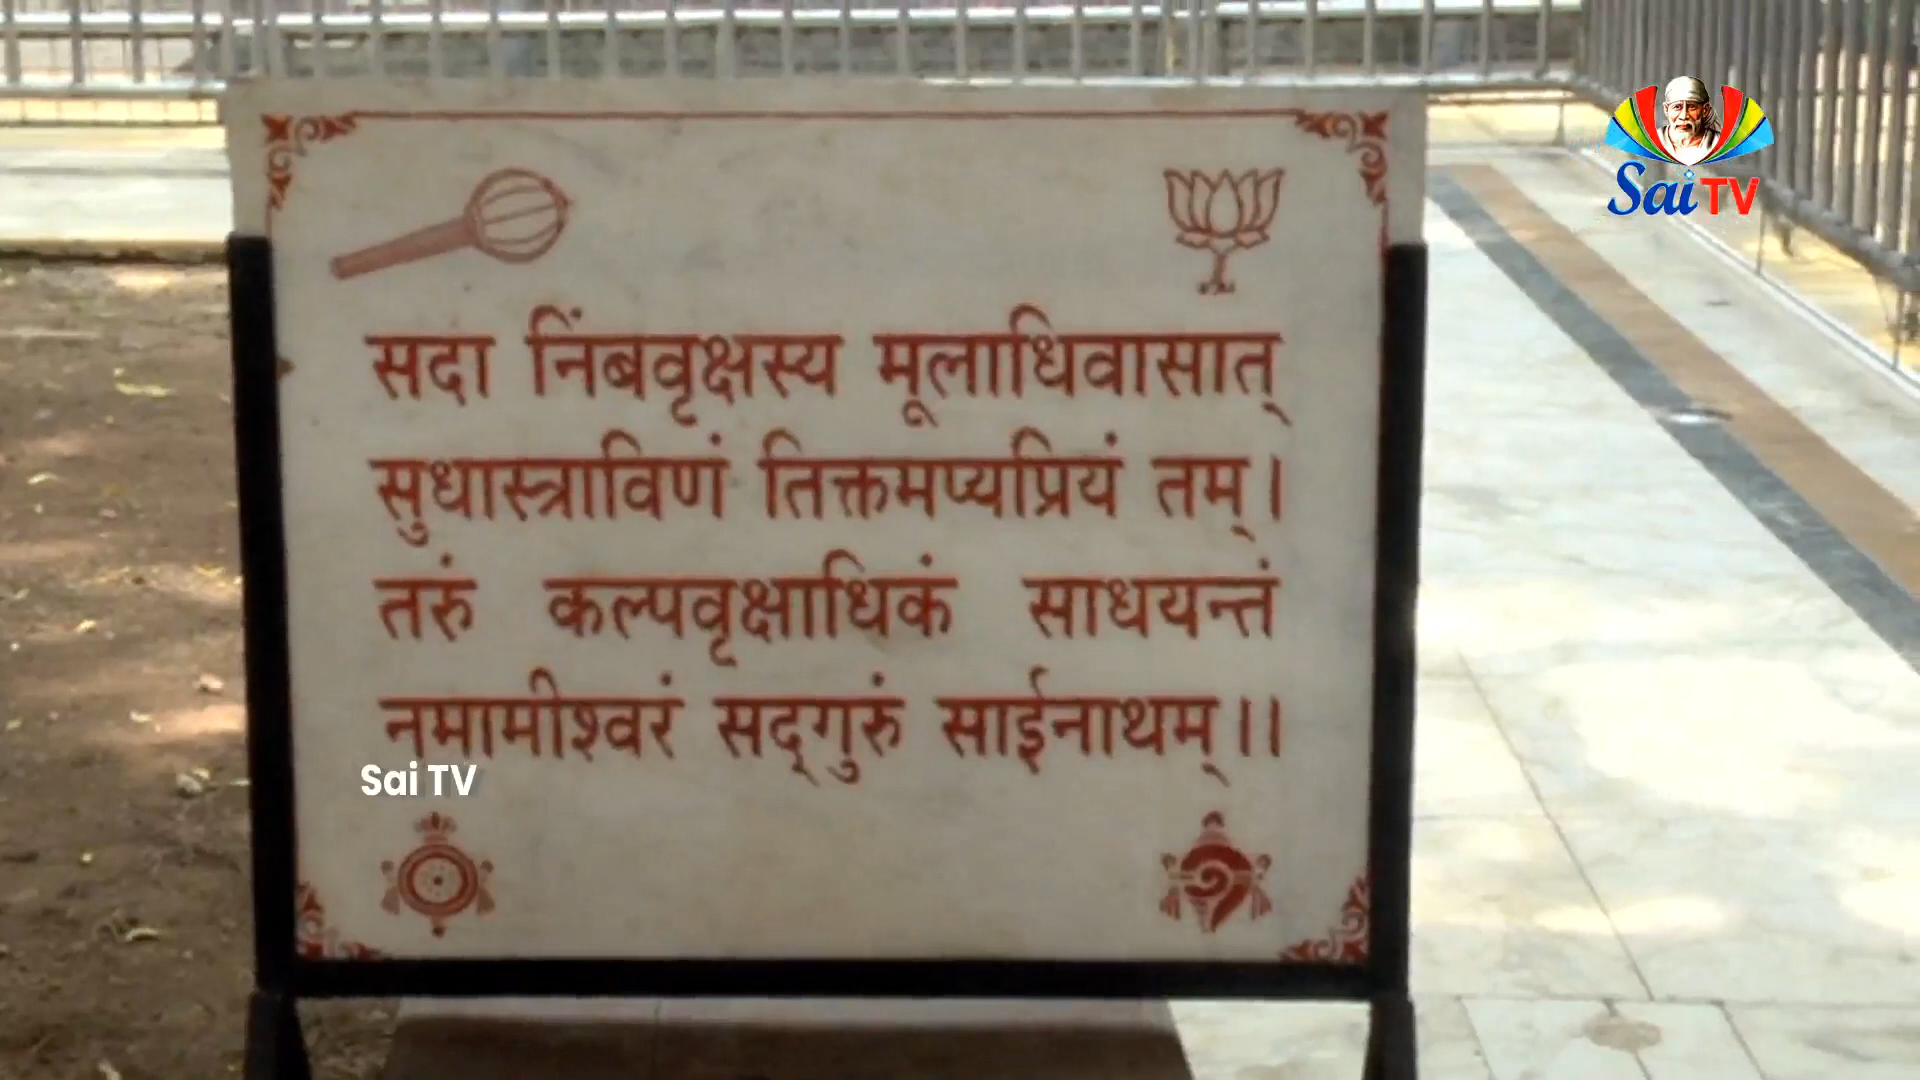 Sai TV
सदा निंबवृक्षस्य मूलाधिवासात्
सुधास्त्राविणं तिक्तमप्यप्रियं तम्।
तरुं कल्पवृक्षाधिकं साधयन्तं
नमामीश्वरं सद्‌गुरुं साईनाथम्।।
Sai TV